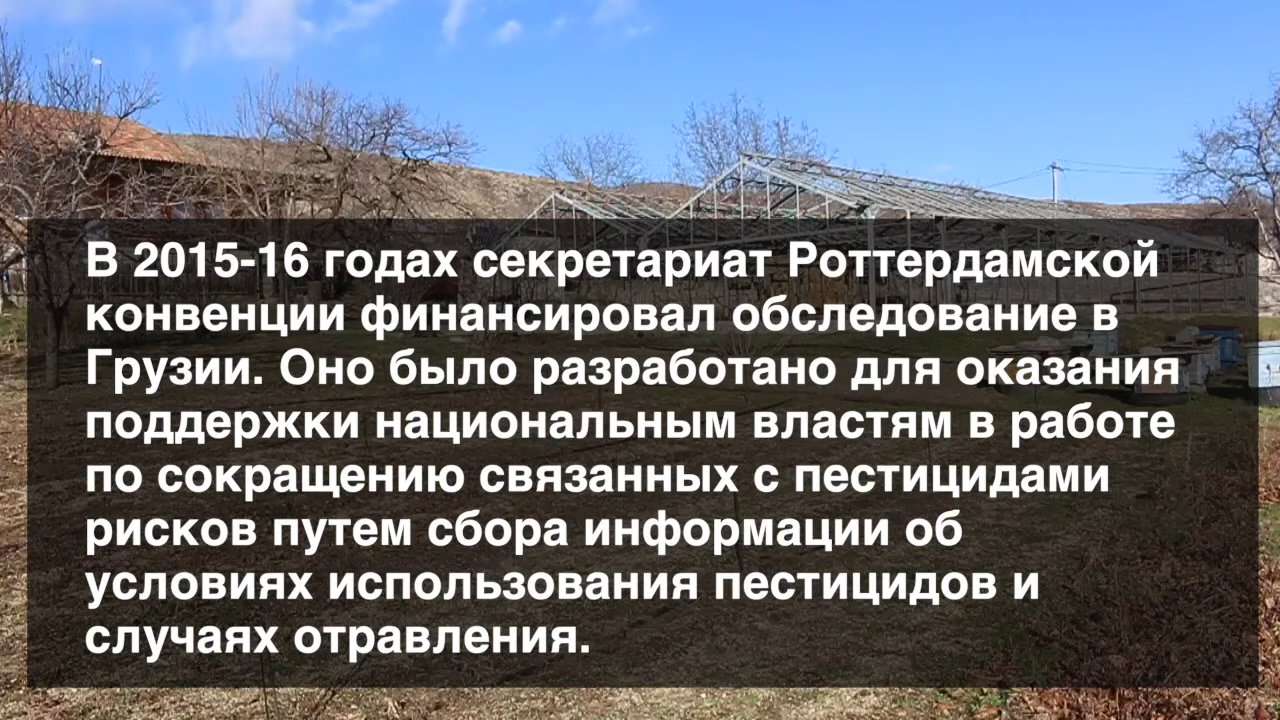 В 2015-16 годах секретариат Роттердамской
конвенции финансировал обследование в
Грузии. Оно было разработано для оказания
поддержки национальным властям в работе
по сокращению связанных с пестицидами
рисков путем сбора информации об
условиях использования пестицидов и
случаях отравления.